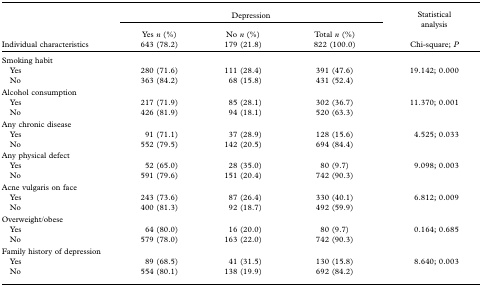 Depression Statistical analysis
Individual characteristics Yes n (%) 643 (78.2) No n (%) 179 (21.8) Total n (%) 822 (100.0) Chi-square; P
Smoking habit
Yes 280 (71.6) 111 (28.4) 391 (47.6) 19.142; 0.000
No 363 (84.2) 68 (15.8) 431 (52.4)
Alcohol consumption
Yes 217 (71.9) 85 (28.1) 302 (36.7) 11.370; 0.001
No 426 (81.9) 94 (18.1) 520 (63.3)
Any chronic disease
Yes 91 (71.1) 37 (28.9) 128 (15.6) 4.525; 0.033
No 552 (79.5) 142 (20.5) 694 (84.4)
Any physical defect
Yes 52 (65.0) 28 (35.0) 80 (9.7) 9.098; 0.003
No 591 (79.6) 151 (20.4) 742 (90.3)
Acne vulgaris on face
Yes 243 (73.6) 87 (26.4) 330 (40.1) 6.812; 0.009
No 400 (81.3) 92 (18.7) 492 (59.9)
Overweight/obese
Yes 64 (80.0) 16 (20.0) 80 (9.7) 0.164; 0.685
No 579 (78.0) 163 (22.0) 742 (90.3)
Family history of depression
Yes 89 (68.5) 41 (31.5) 130 (15.8) 8.640; 0.003
No 554 (80.1) 138 (19.9) 692 (84.2)